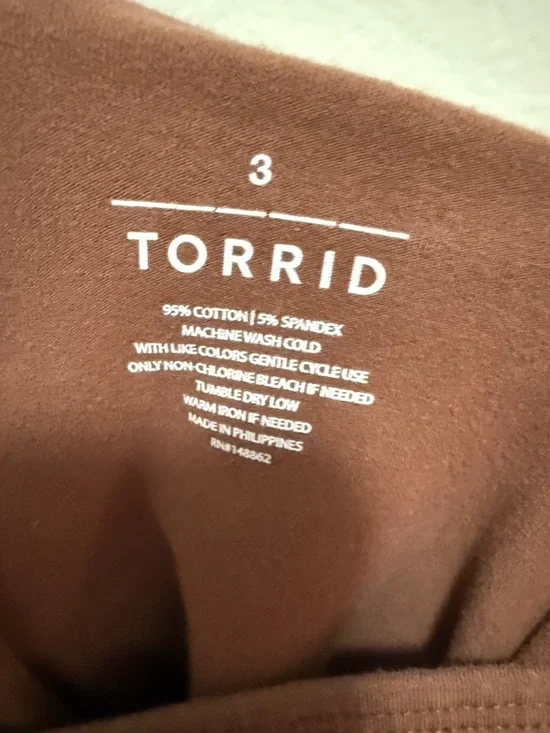 3
TORRID
95% COTTON | 5% SPANDEX
MACHINE WASH COLD
WITH LIKE COLORS GENTLE CYCLE USE
ONLY NON-CHLORINE BLEACH IF NEEDED
TUMBLE DRY LOW
WARM IRON IF NEEDED
MADE IN PHILIPPINES
RN#148862